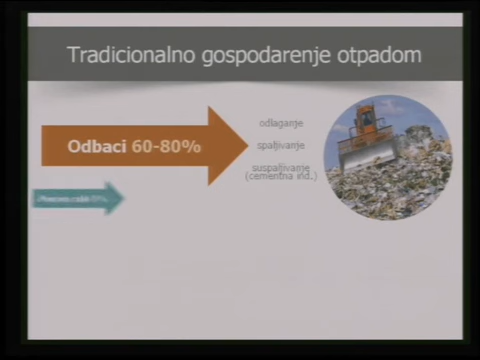 Tradicionalno gospodarenje otpadom
Odbaci 60-80%
odlaganje
spaljivanje
suspaljivanje
(cementna ind.)